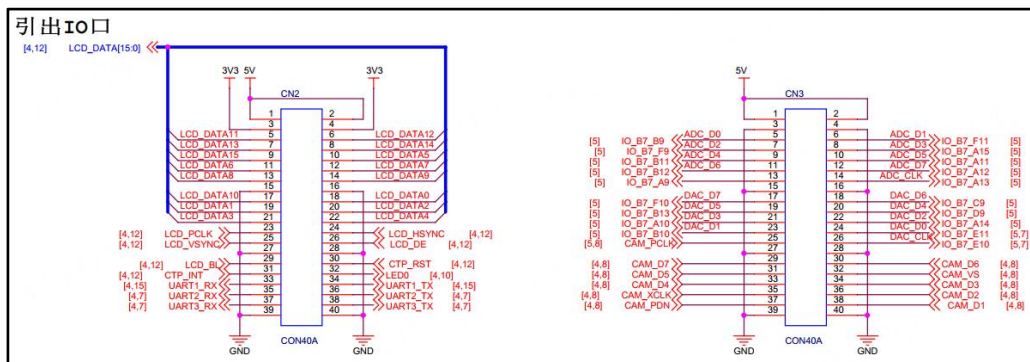 引出IO口
[4,12] LCD_DATA[15:0]
3V3 5V 3V3
CN2
1 2
3 4
LCD_DATA11 5 6 LCD_DATA12
LCD_DATA13 7 8 LCD_DATA14
LCD_DATA15 9 10 LCD_DATA5
LCD_DATA6 11 12 LCD_DATA7
LCD_DATA8 13 14 LCD_DATA9
15 16
LCD_DATA10 17 18 LCD_DATA0
LCD_DATA1 19 20 LCD_DATA2
LCD_DATA3 21 22 LCD_DATA4
[4,12] LCD_PCLK 23 24 LCD_HSYNC [4,12]
[4,12] LCD_VSYNC 25 26 LCD_DE [4,12]
27 28
[4,12] LCD_BL 29 30 CTP_RST [4,12]
[4,12] CTP_INT 31 32 LED0 [4,10]
[4,15] UART1_RX 33 34 UART1_TX [4,15]
[4,7] UART2_RX 35 36 UART2_TX [4,7]
[4,7] UART3_RX 37 38 UART3_TX [4,7]
39 40
GND CON40A GND
5V
CN3
1 2
3 4
[5] IO_B7_B9 ADC_D0 5 6 ADC_D1 IO_B7_F11 [5]
[5] IO_B7_F9 ADC_D2 7 8 ADC_D3 IO_B7_A15 [5]
[5] IO_B7_B11 ADC_D4 9 10 ADC_D5 IO_B7_A11 [5]
[5] IO_B7_B12 ADC_D6 11 12 ADC_D7 IO_B7_A12 [5]
[5] IO_B7_A9 13 14 ADC_CLK IO_B7_A13 [5]
15 16
[5] IO_B7_F10 DAC_D7 17 18 DAC_D6 IO_B7_C9 [5]
[5] IO_B7_B13 DAC_D5 19 20 DAC_D4 IO_B7_D9 [5]
[5] IO_B7_A10 DAC_D3 21 22 DAC_D2 IO_B7_A14 [5]
[5] IO_B7_B10 DAC_D1 23 24 DAC_D0 IO_B7_E11 [5,7]
[5,8] CAM_PCLK 25 26 DAC_CLK IO_B7_E10 [5,7]
27 28
[4,8] CAM_D7 29 30 CAM_D6 [4,8]
[4,8] CAM_D5 31 32 CAM_VS [4,8]
[4,8] CAM_D4 33 34 CAM_D3 [4,8]
[4,8] CAM_XCLK 35 36 CAM_D2 [4,8]
[4,8] CAM_PDN 37 38 CAM_D1 [4,8]
39 40
GND CON40A GND